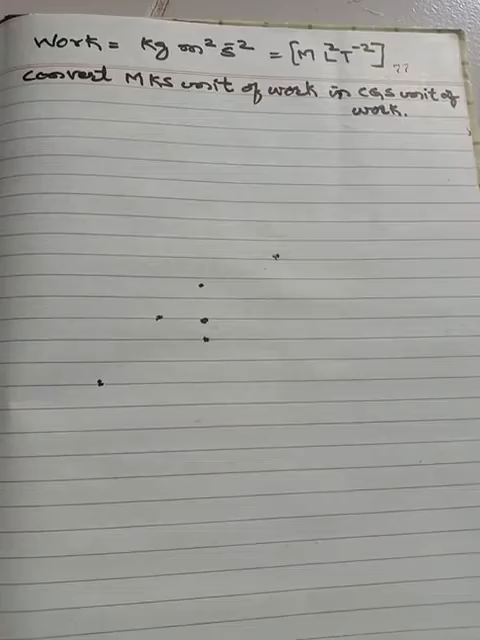 Work = Kg m² s̄² = [M L² T⁻²]
convert MKS unit of work in CGS unit of
work.